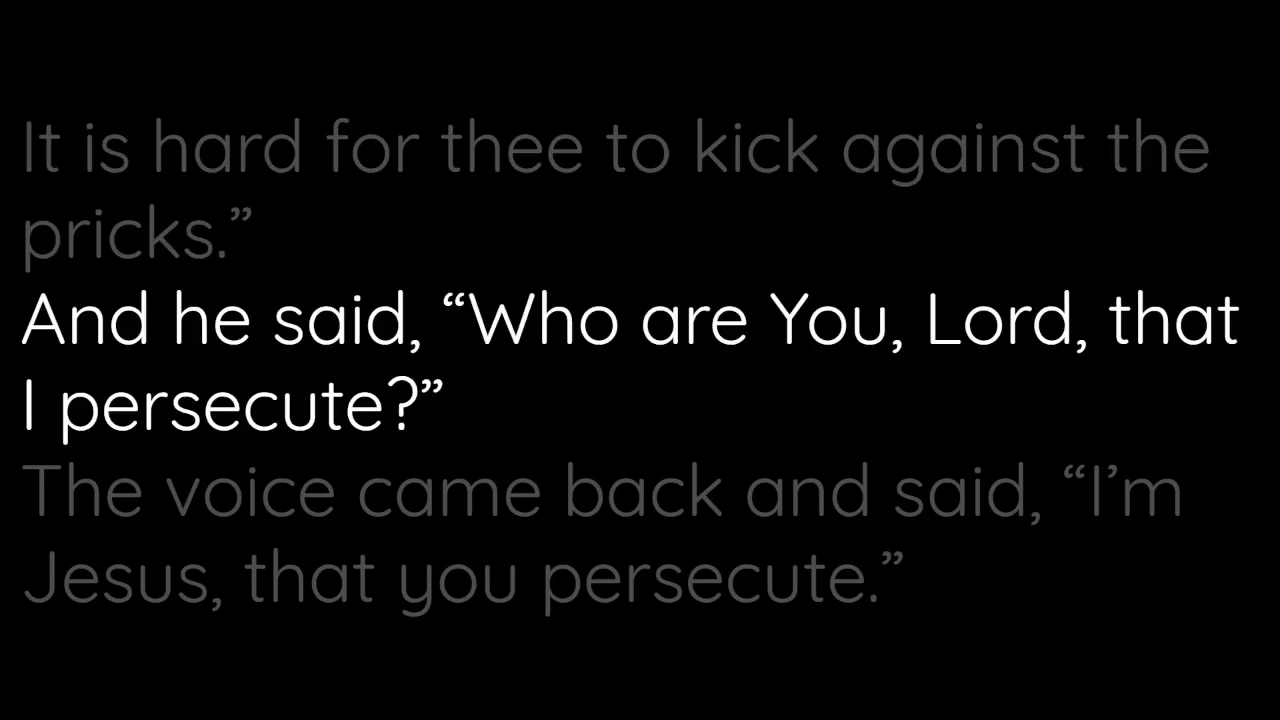 It is hard for thee to kick against the
pricks.”
And he said, “Who are You, Lord, that
I persecute?”
The voice came back and said, “I’m
Jesus, that you persecute.”